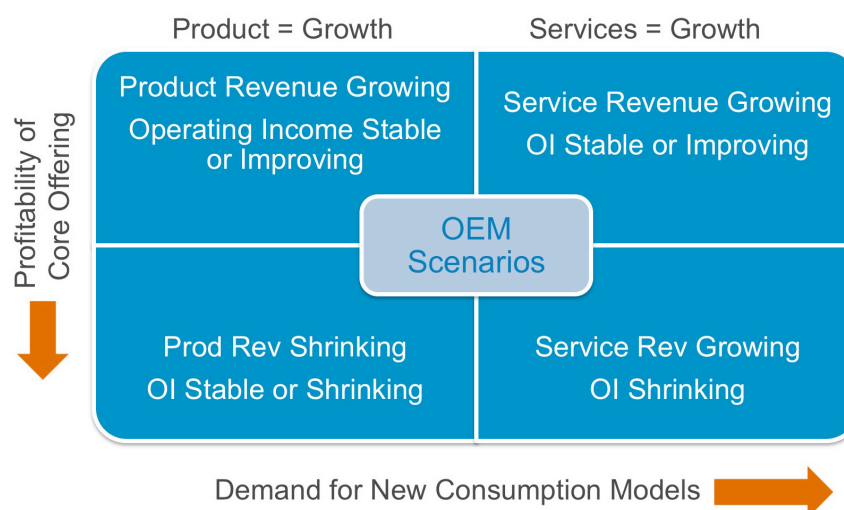 Product = Growth
Services = Growth
Product Revenue Growing
Operating Income Stable
or Improving
Service Revenue Growing
OI Stable or Improving
Profitability of
Core Offering
OEM
Scenarios
Prod Rev Shrinking
OI Stable or Shrinking
Service Rev Growing
OI Shrinking
Demand for New Consumption Models